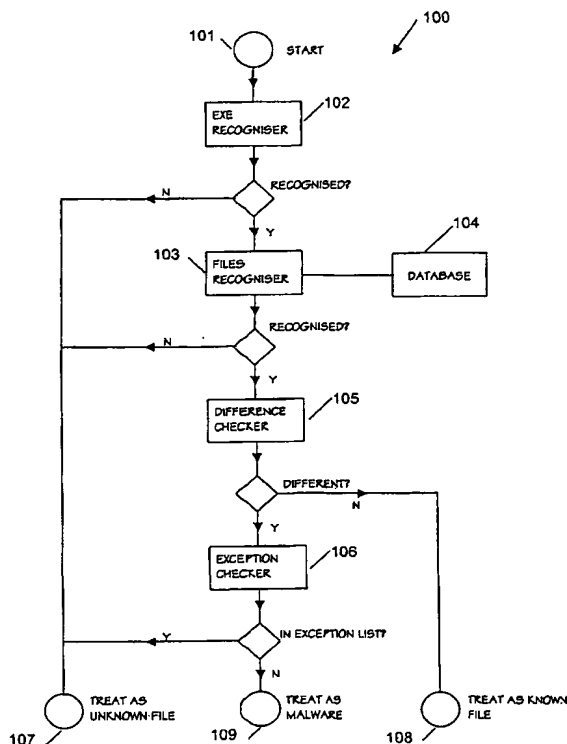 100
101
START
102
EXE
RECOGNISER
RECOGNISED?
N
Y
103
FILES
RECOGNISER
104
DATABASE
RECOGNISED?
N
Y
105
DIFFERENCE
CHECKER
DIFFERENT?
N
Y
106
EXCEPTION
CHECKER
IN EXCEPTION LIST?
Y
N
TREAT AS
UNKNOWN FILE
107
TREAT AS
MALWARE
109
TREAT AS KNOWN
FILE
108